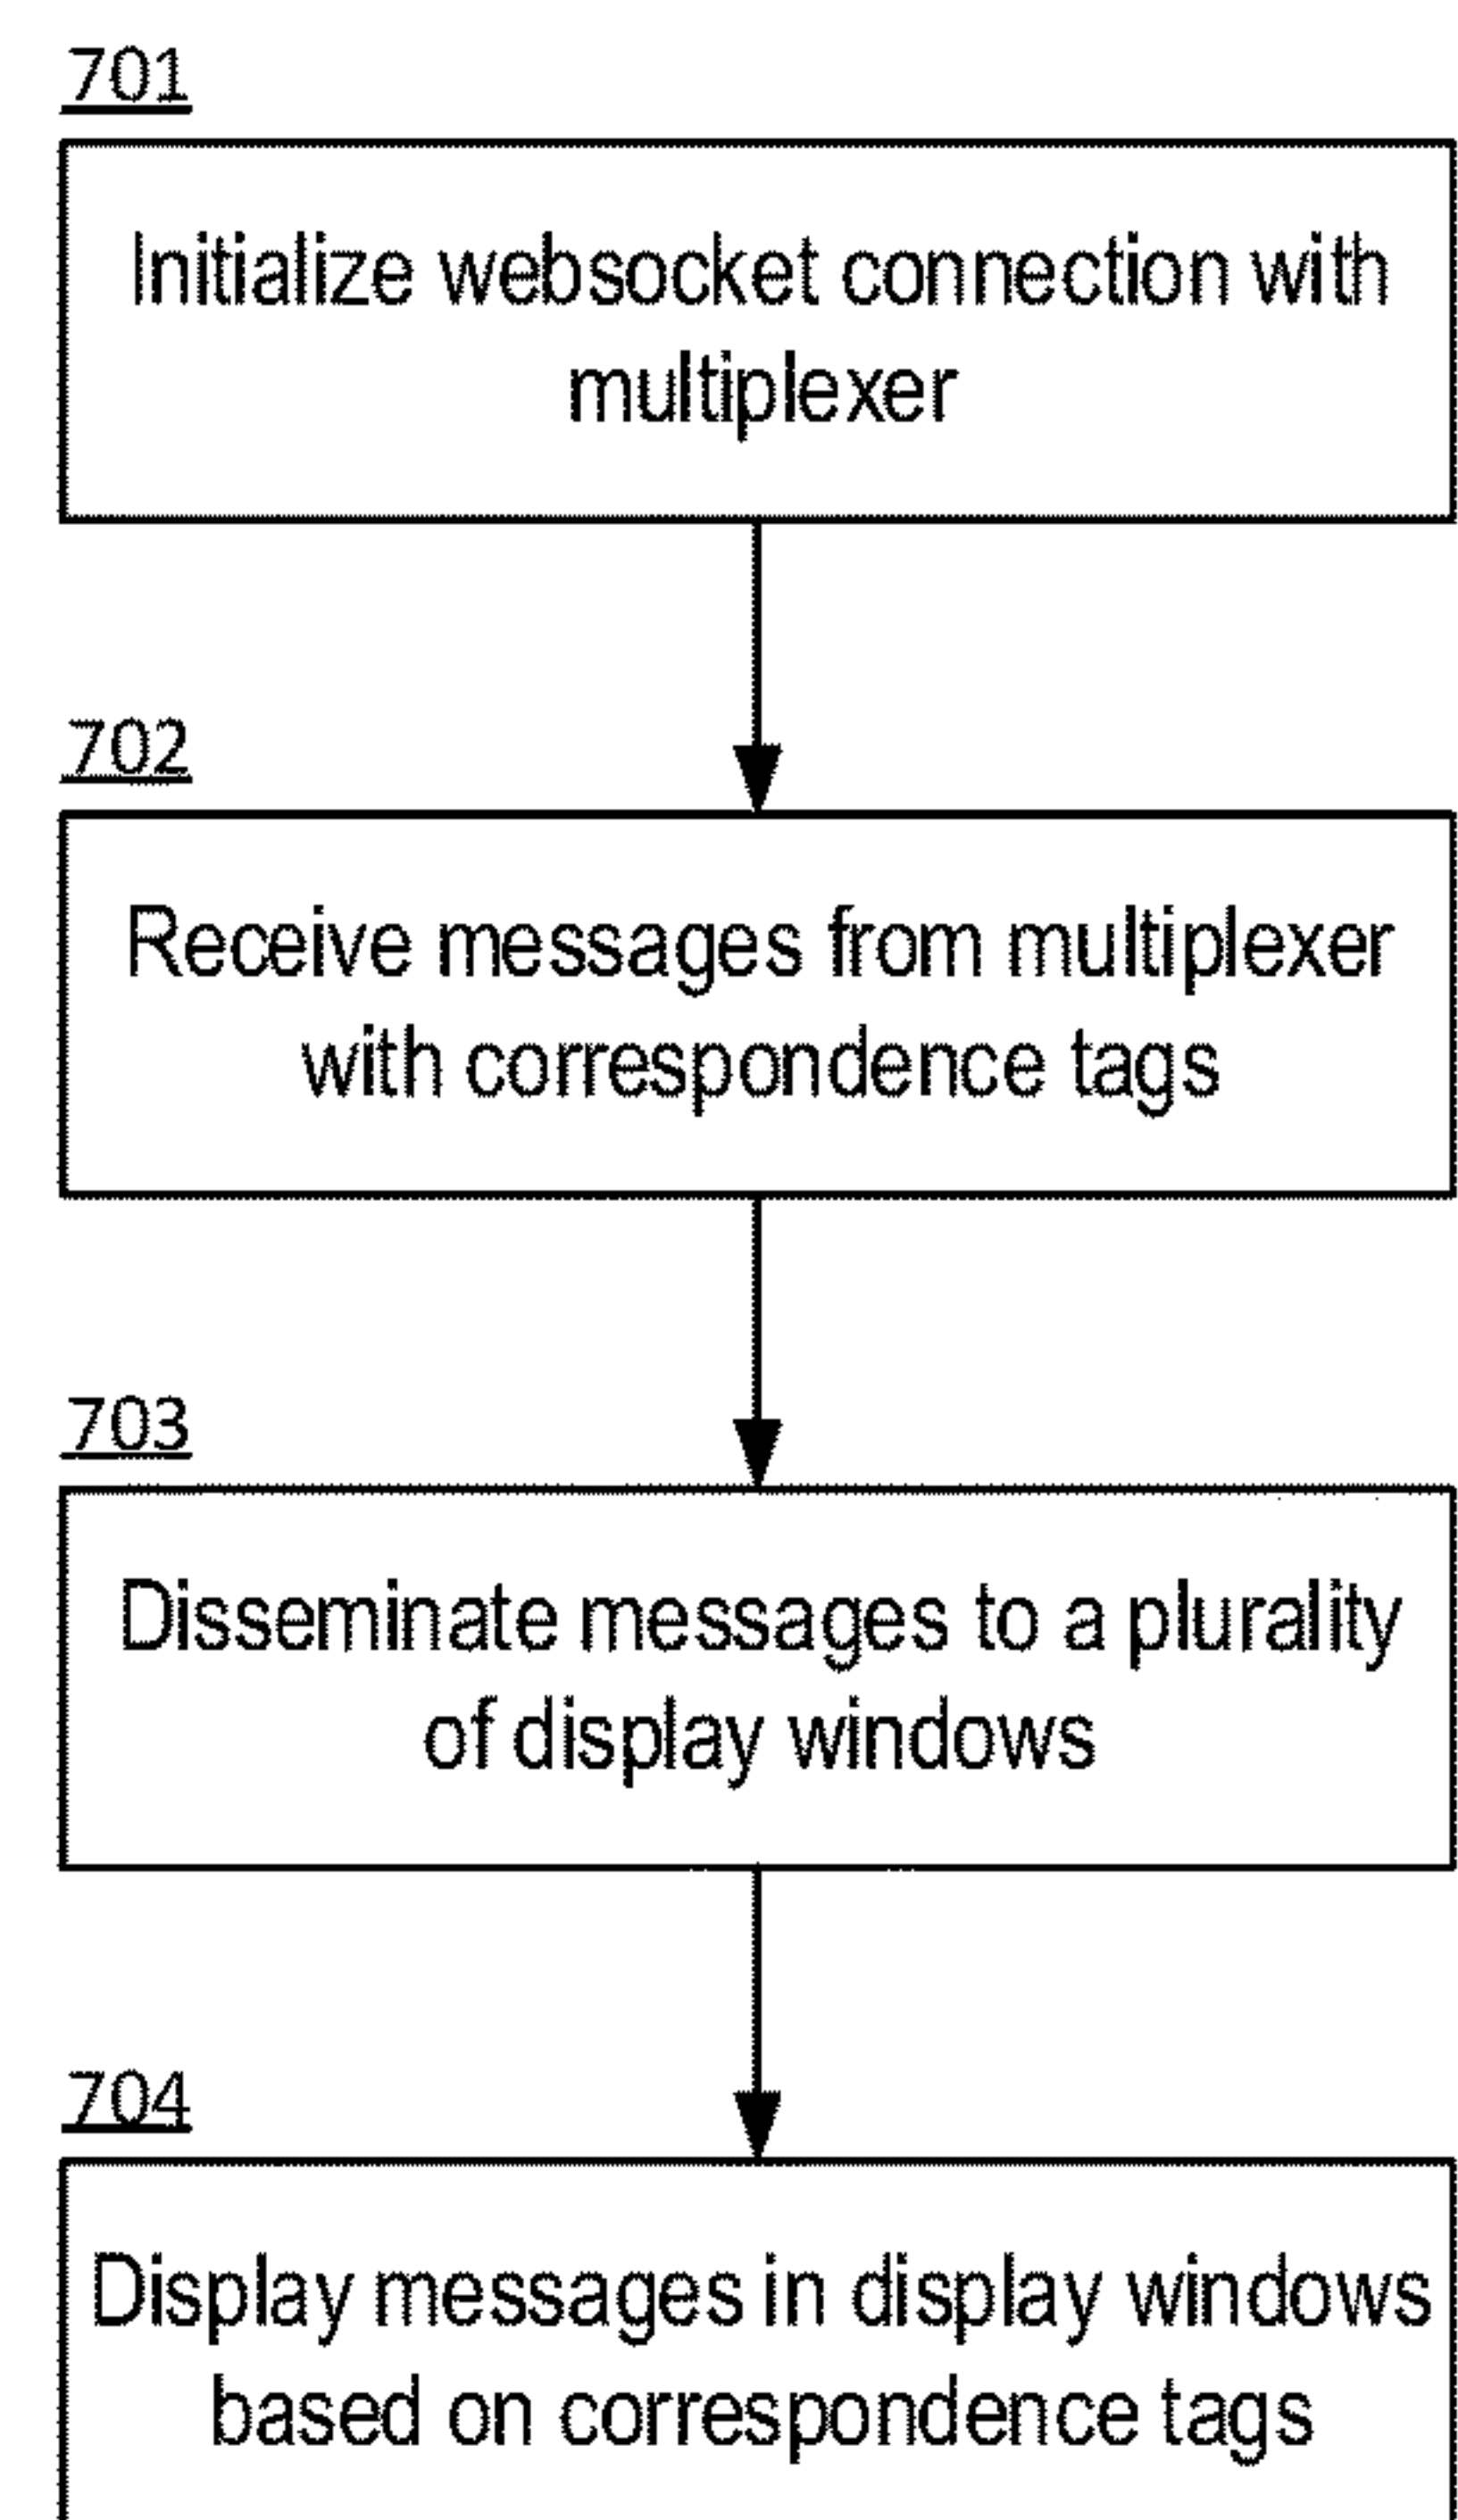 701
Initialize websocket connection with
multiplexer
702
Receive messages from multiplexer
with correspondence tags
703
Disseminate messages to a plurality
of display windows
704
Display messages in display windows
based on correspondence tags